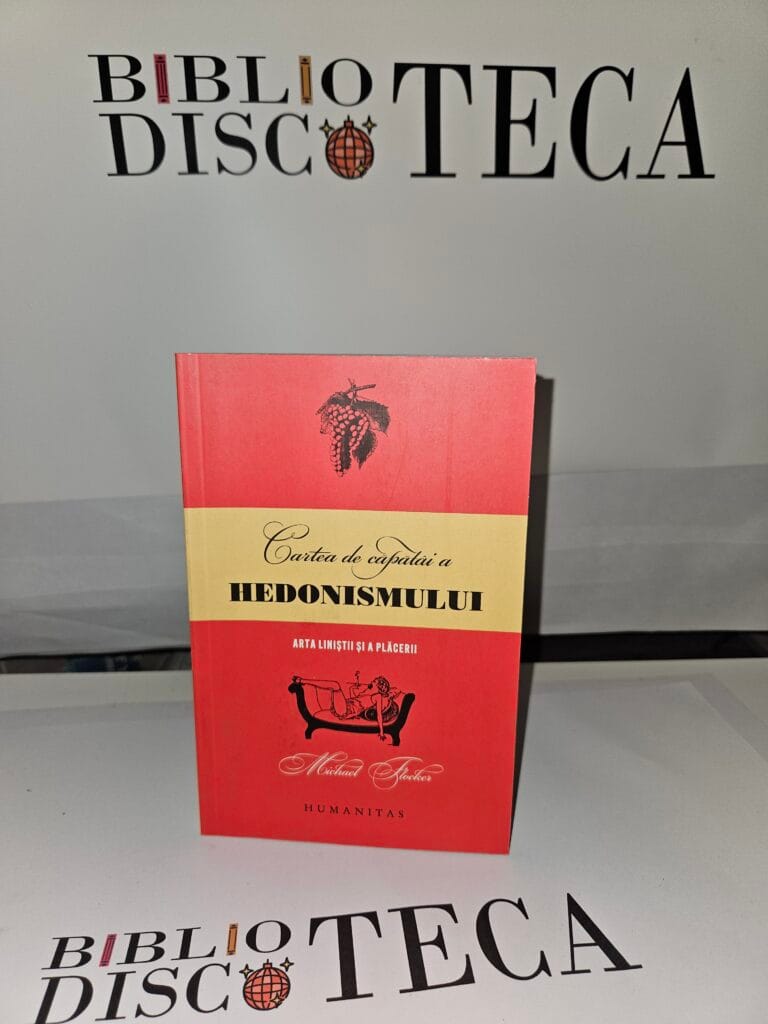 BIBLIO
DISCOTECA
Cartea de căpătâi a
HEDONISMULUI
ARTA LINIȘTII ȘI A PLĂCERII
Michael Flocker
HUMANITAS
BIBLIO
DISCOTECA